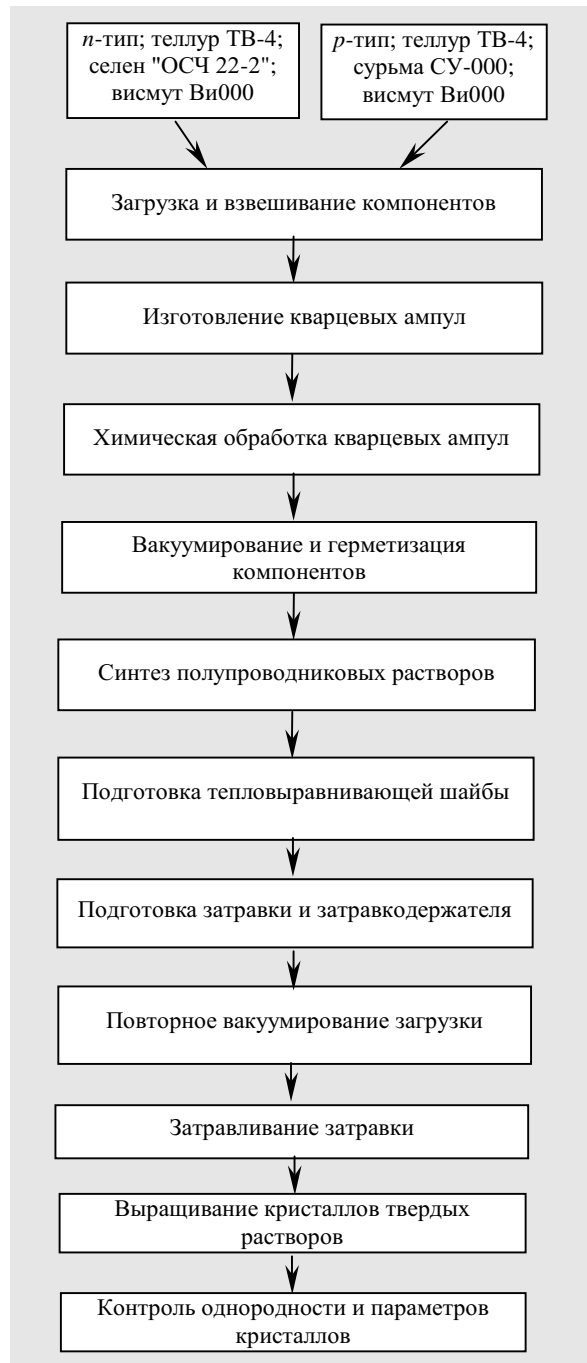 n-тип; теллур ТВ-4;
селен "ОСЧ 22-2";
висмут Ви000
p-тип; теллур ТВ-4;
сурьма СУ-000;
висмут Ви000
Загрузка и взвешивание компонентов
Изготовление кварцевых ампул
Химическая обработка кварцевых ампул
Вакуумирование и герметизация
компонентов
Синтез полупроводниковых растворов
Подготовка тепловыравнивающей шайбы
Подготовка затравки и затравкодержателя
Повторное вакуумирование загрузки
Затравливание затравки
Выращивание кристаллов твердых
растворов
Контроль однородности и параметров
кристаллов